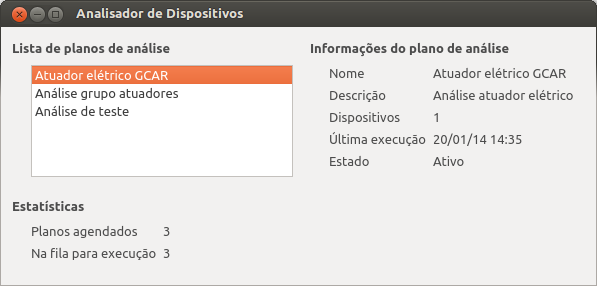 Analisador de Dispositivos
Lista de planos de análise
Atuador elétrico GCAR
Análise grupo atuadores
Análise de teste
Informações do plano de análise
Nome Atuador elétrico GCAR
Descrição Análise atuador elétrico
Dispositivos 1
Última execução 20/01/14 14:35
Estado Ativo
Estatísticas
Planos agendados 3
Na fila para execução 3